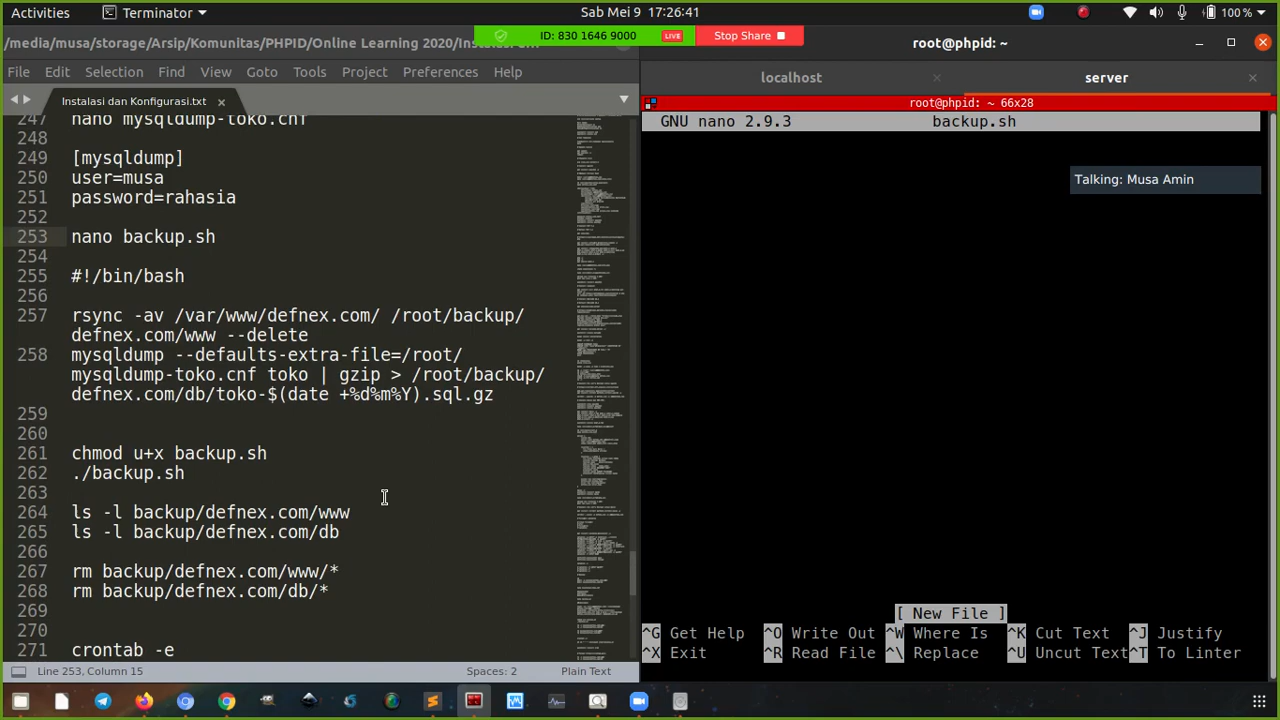 Activities
Terminator
Sab Mei 9 17:26:41
100 %
/media/musa/storage/Arsip/Komunitas/PHPID/Online Learning 2020/
ID: 830 1646 9000
LIVE
Stop Share
root@phpid: ~
File Edit Selection Find View Goto Tools Project Preferences Help
localhost
server
Instalasi dan Konfigurasi.txt
root@phpid: ~ 66x28
GNU nano 2.9.3 backup.sh
Talking: Musa Amin
247 nano mysqldump-toko.cnf
248
249 [mysqldump]
250 user=musa
251 password=rahasia
252
253 nano backup.sh
254
255 #!/bin/bash
256
257 rsync -av /var/www/defnex.com/ /root/backup/
defnex.com/www --delete
258 mysqldump --defaults-extra-file=/root/
mysqldump-toko.cnf toko | gzip > /root/backup/
defnex.com/db/toko-$(date +%d%m%Y).sql.gz
259
260
261 chmod u+x backup.sh
262 ./backup.sh
263
264 ls -l backup/defnex.com/www
265 ls -l backup/defnex.com/db
266
267 rm backup/defnex.com/www/*
268 rm backup/defnex.com/db/*
269
270
271 crontab -e
[ New File ]
^G Get Help ^O Write Out ^W Where Is ^K Cut Text ^J Justify
^X Exit ^R Read File ^\ Replace ^U Uncut Text ^T To Linter
Line 253, Column 15
Spaces: 2
Plain Text